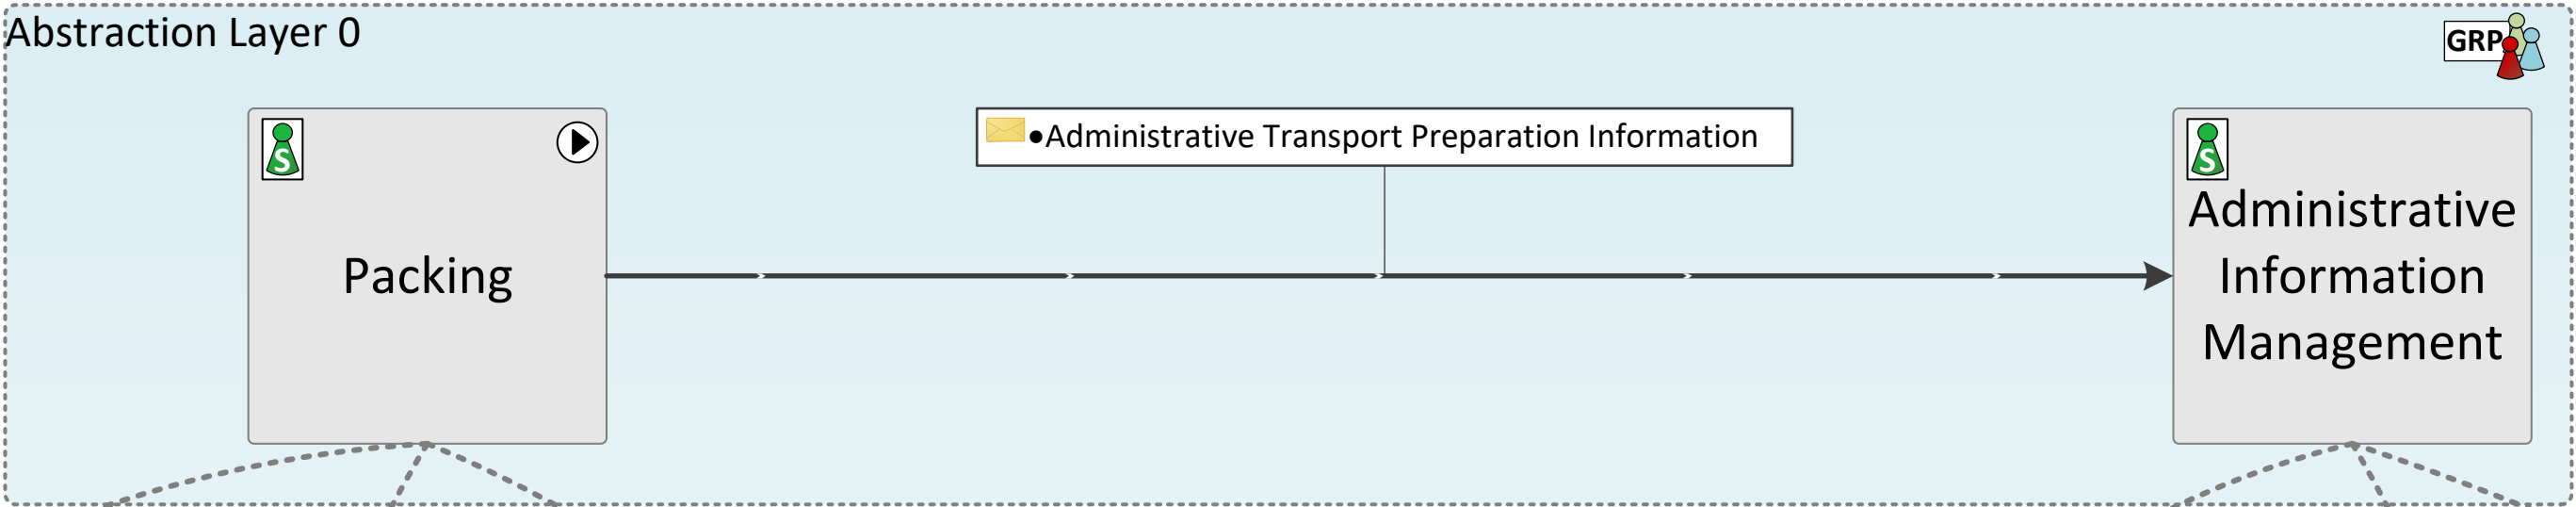 Abstraction Layer 0
GRP
S
•Administrative Transport Preparation Information
S
Packing
Administrative
Information
Management